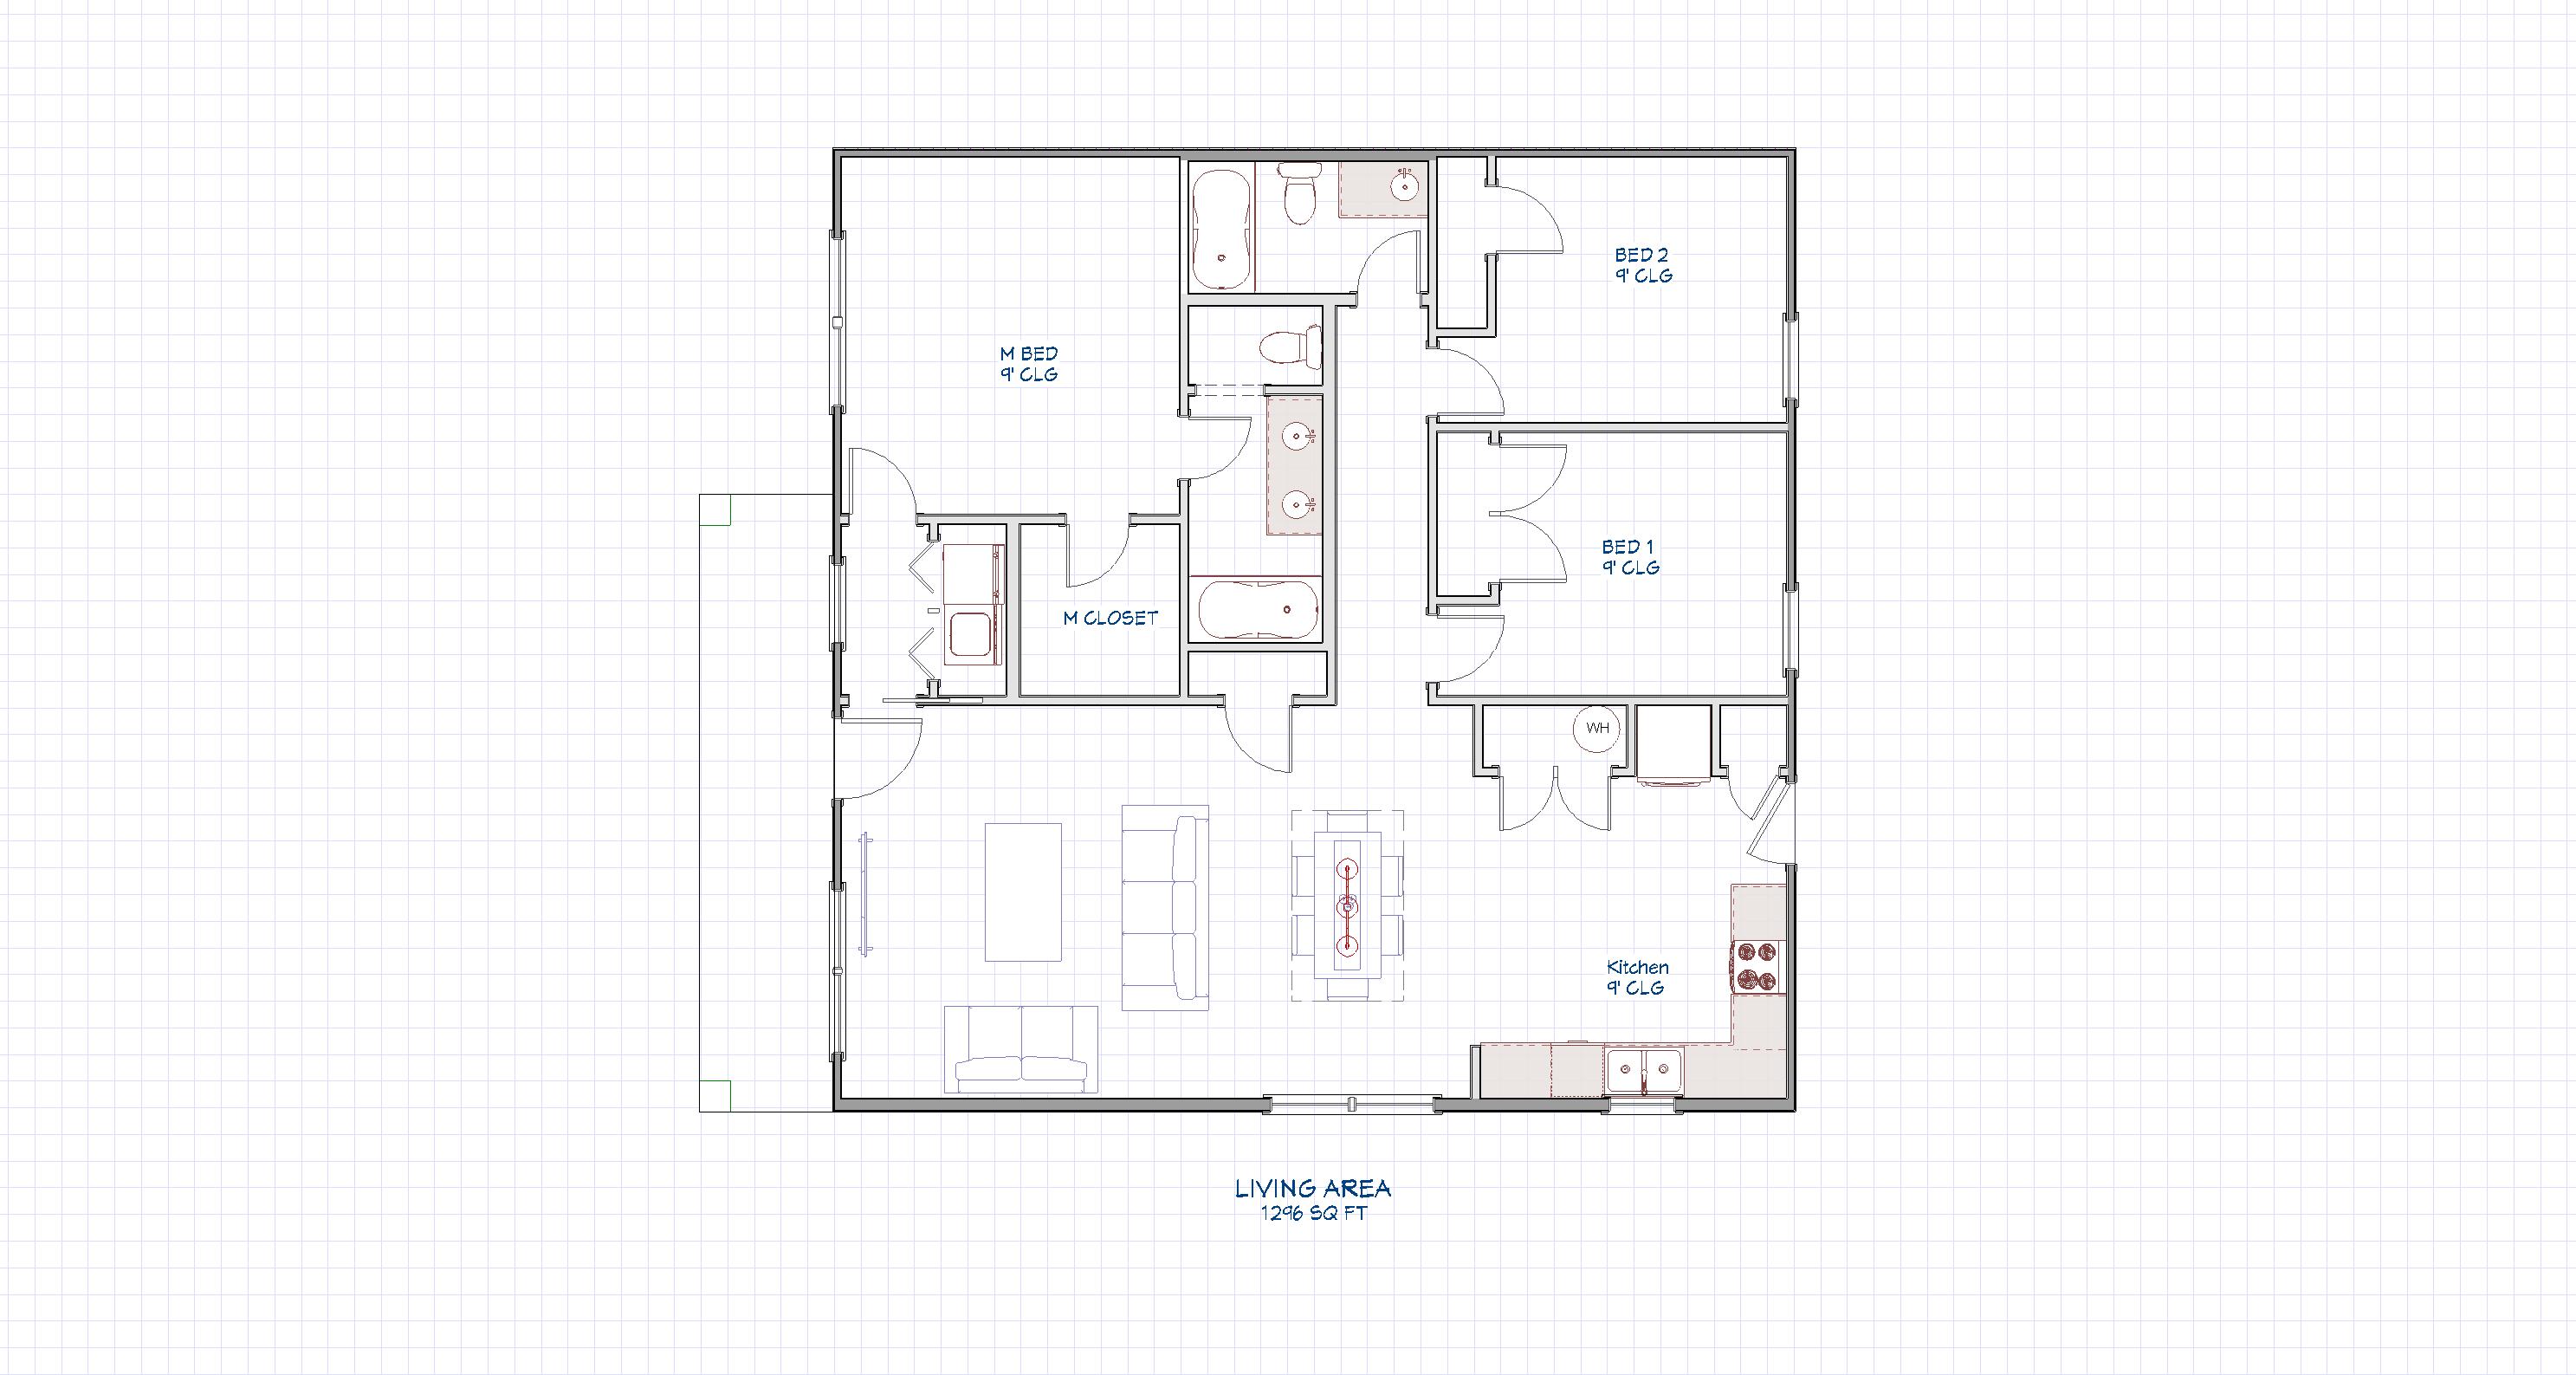 BED 2
9' CLG
M BED
9' CLG
BED 1
9' CLG
M CLOSET
WH
Kitchen
9' CLG
LIVING AREA
1296 SQ FT